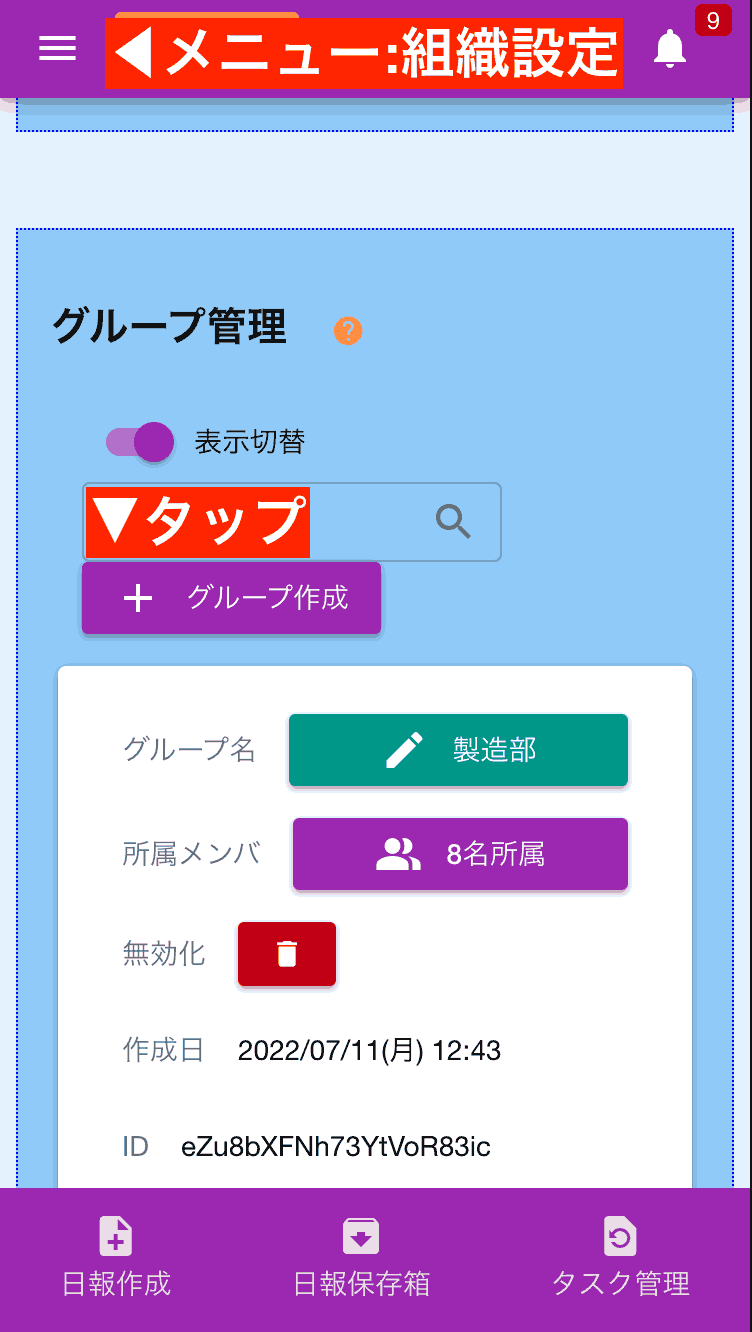 ◀メニュー:組織設定
9
グループ管理
表示切替
▼タップ
グループ作成
グループ名 製造部
所属メンバ 8名所属
無効化
作成日 2022/07/11(月) 12:43
ID eZu8bXFNh73YtVoR83ic
日報作成 日報保存箱 タスク管理